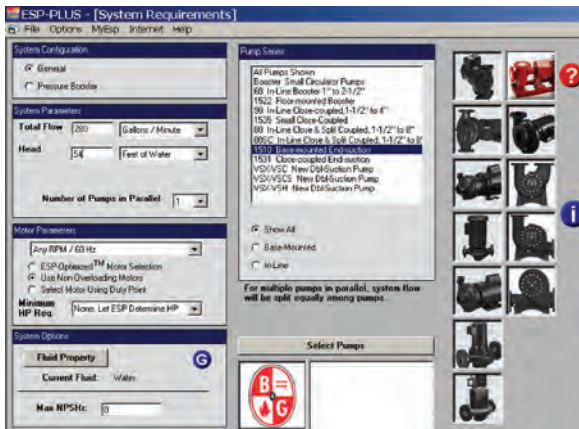 ESP-PLUS - [System Requirements]
File Options MyEsp Internet Help
System Configuration
General
Pressure Booster
System Parameters
Total Flow 280 Gallons / Minute
Head 54 Feet of Water
Number of Pumps in Parallel 1
Motor Parameters
Any RPM / 60 Hz
ESP-Optimized TM Motor Selection
Use Non-Overloading Motors
Select Motor Using Duty Point
Minimum HP Req. None. Let ESP Determine HP
System Options
Fluid Property G
Current Fluid: Water
Max NPSHr. 0
Pump Series
All Pumps Shown
Booster Small Circulator Pumps
60 In-Line Booster 1" to 2-1/2"
1522 Floor-mounted Booster
90 In-Line Close-coupled, 1-1/2" to 4"
1535 Small Close-Coupled
80 In-Line Close & Split Coupled, 1-1/2" to 8"
80SC In-Line Close & Split Coupled, 1-1/2" to 8"
1510 Base-mounted End-suction
1531 Close-coupled End-suction
VSX-VSC New Dbl-Suction Pump
VSX-VSCS New Dbl-Suction Pump
VSX-VSH New Dbl-Suction Pump
Show All
Base-Mounted
In-Line
For multiple pumps in parallel, system flow
will be split equally among pumps.
Select Pumps
B = G
?
i